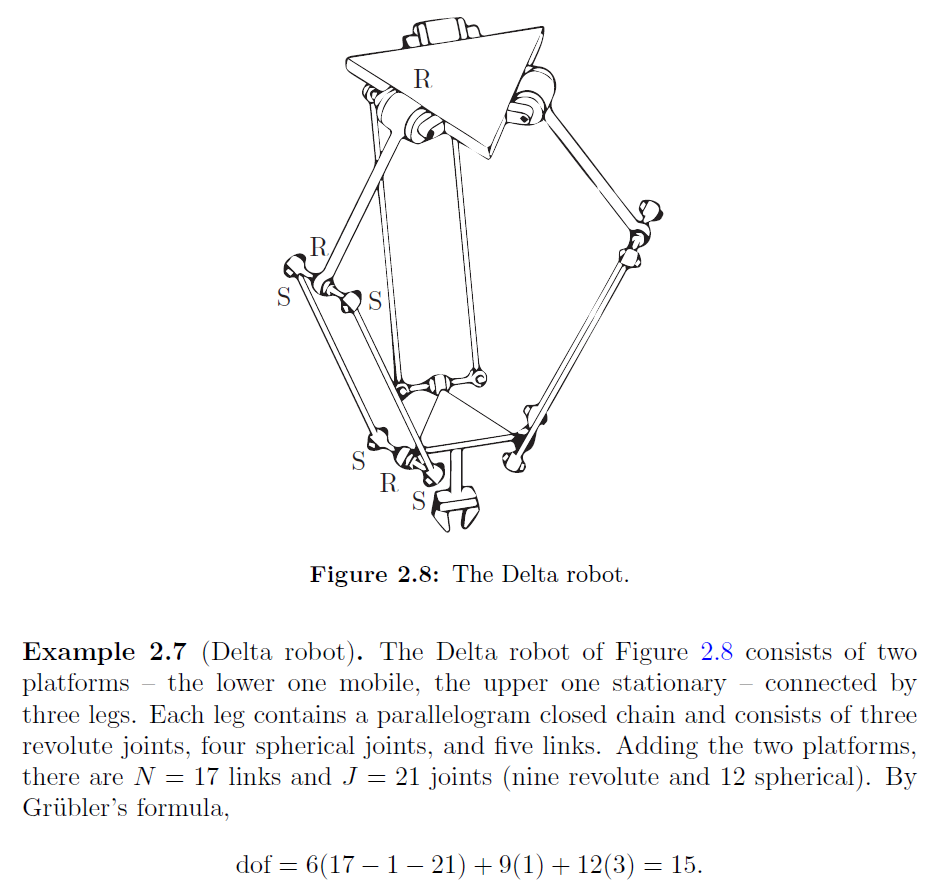 R
R
S
S
S
R
S
Figure 2.8: The Delta robot.
Example 2.7 (Delta robot). The Delta robot of Figure 2.8 consists of two
platforms – the lower one mobile, the upper one stationary – connected by
three legs. Each leg contains a parallelogram closed chain and consists of three
revolute joints, four spherical joints, and five links. Adding the two platforms,
there are N = 17 links and J = 21 joints (nine revolute and 12 spherical). By
Grübler's formula,
dof = 6(17 − 1 − 21) + 9(1) + 12(3) = 15.